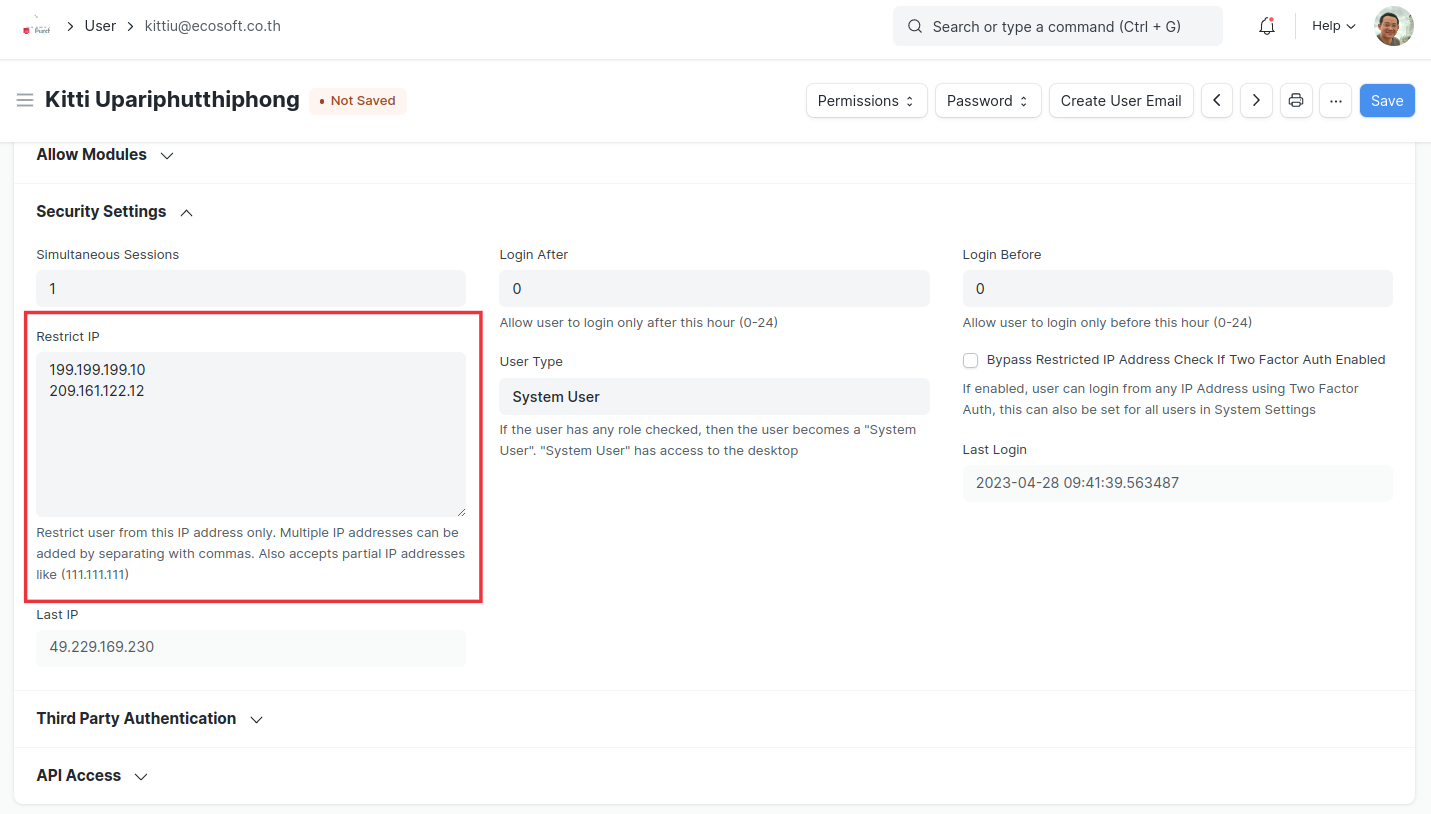 User
kittiu@ecosoft.co.th
Search or type a command (Ctrl + G)
Help
Kitti Upariphutthiphong
Not Saved
Permissions
Password
Create User Email
Save
Allow Modules
Security Settings
Simultaneous Sessions
1
Login After
0
Allow user to login only after this hour (0-24)
Login Before
0
Allow user to login only before this hour (0-24)
Restrict IP
199.199.199.10
209.161.122.12
Restrict user from this IP address only. Multiple IP addresses can be
added by separating with commas. Also accepts partial IP addresses
like (111.111.111)
User Type
System User
If the user has any role checked, then the user becomes a "System
User". "System User" has access to the desktop
Bypass Restricted IP Address Check If Two Factor Auth Enabled
If enabled, user can login from any IP Address using Two Factor
Auth, this can also be set for all users in System Settings
Last Login
2023-04-28 09:41:39.563487
Last IP
49.229.169.230
Third Party Authentication
API Access